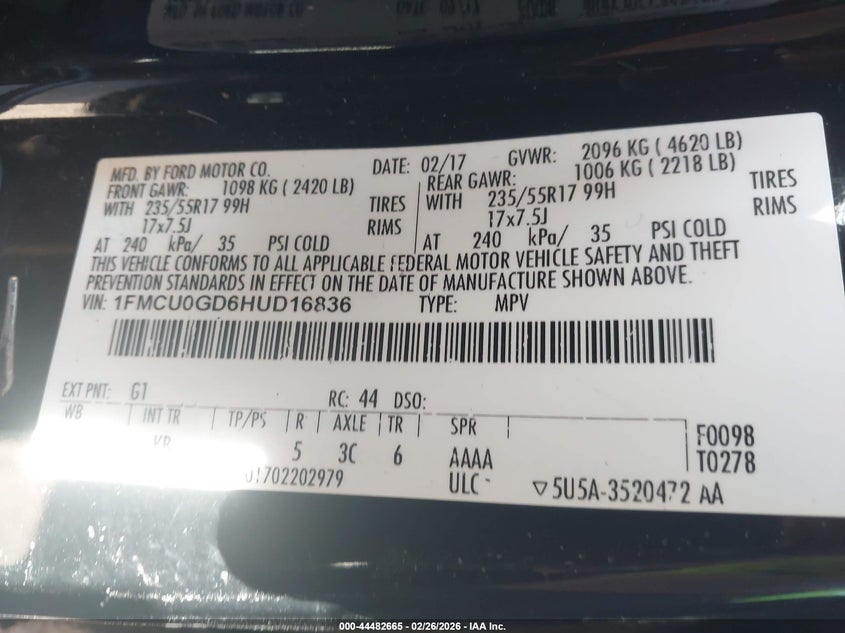 MFD. BY FORD MOTOR CO. DATE: 02/17 GVWR: 2096 KG ( 4620 LB)
FRONT GAWR: 1098 KG ( 2420 LB) REAR GAWR: 1006 KG ( 2218 LB)
WITH 235/55R17 99H TIRES WITH 235/55R17 99H TIRES
17x7.5J RIMS 17x7.5J RIMS
AT 240 kPa/ 35 PSI COLD AT 240 kPa/ 35 PSI COLD
THIS VEHICLE CONFORMS TO ALL APPLICABLE FEDERAL MOTOR VEHICLE SAFETY AND THEFT
PREVENTION STANDARDS IN EFFECT ON THE DATE OF MANUFACTURE SHOWN ABOVE.
VIN: 1FMCU0GD6HUD16836 TYPE: MPV
EXT PNT: G1 RC: 44 DSO:
WB INT TR TP/PS R AXLE TR SPR F0098
5 3C 6 AAAA T0278
01702202979 ULC 5U5A-3520472 AA
000-44482665 - 02/26/2026 - IAA Inc.